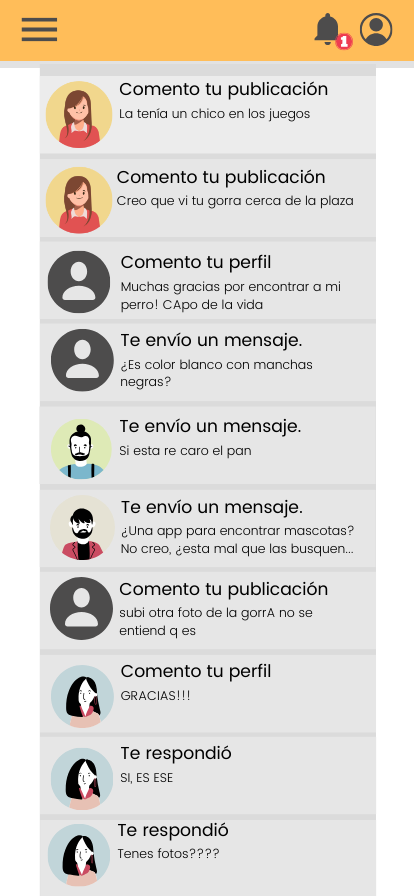 1
Comento tu publicación
La tenía un chico en los juegos
Comento tu publicación
Creo que vi tu gorra cerca de la plaza
Comento tu perfil
Muchas gracias por encontrar a mi
perro! CApo de la vida
Te envío un mensaje.
¿Es color blanco con manchas
negras?
Te envío un mensaje.
Si esta re caro el pan
Te envío un mensaje.
¿Una app para encontrar mascotas?
No creo, ¿esta mal que las busquen...
Comento tu publicación
subi otra foto de la gorrA no se
entiend q es
Comento tu perfil
GRACIAS!!!
Te respondió
SI, ES ESE
Te respondió
Tenes fotos????